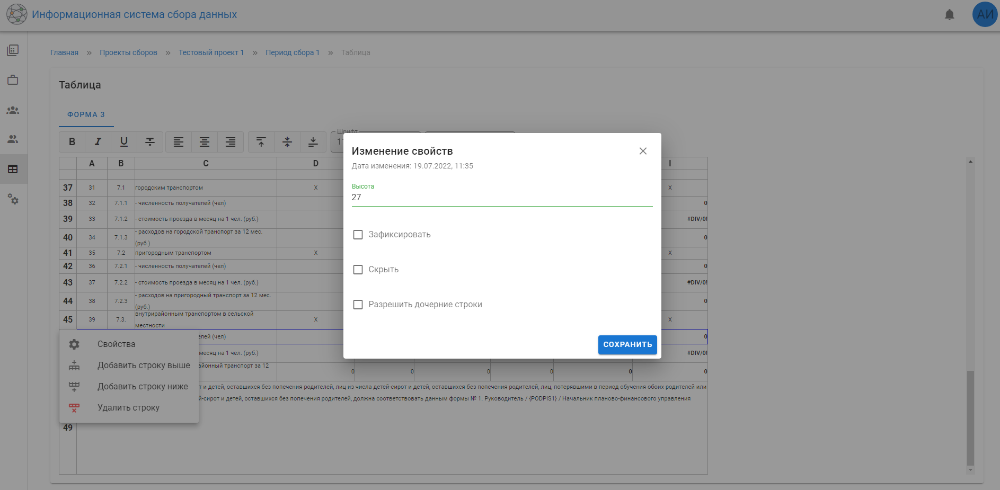 Информационная система сбора данных
АИ
Главная » Проекты сборов » Тестовый проект 1 » Период сбора 1 » Таблица
Таблица
ФОРМА 3
B I U
Шрифт
A B C D I
37 31 7.1 городским транспортом X X
38 32 7.1.1 - численность получателей (чел) 0
39 33 7.1.2 - стоимость проезда в месяц на 1 чел. (руб.) #DIV/0!
40 34 7.1.3 - расходов на городской транспорт за 12 мес.
(руб.) 0
41 35 7.2 пригородным транспортом X X
42 36 7.2.1 - численность получателей (чел) 0
43 37 7.2.2 - стоимость проезда в месяц на 1 чел. (руб.) #DIV/0!
44 38 7.2.3 - расходов на пригородный транспорт за 12 мес.
(руб.) 0
45 39 7.3. внутрирайонным транспортом в сельской
местности X X
елей (чел) 0
месяц на 1 чел. (руб.) #DIV/0!
айонный транспорт за 12
0 0 0 0 0 0
т и детей, оставшихся без попечения родителей, лиц из числа детей-сирот и детей, оставшихся без попечения родителей, лиц, потерявшими в период обучения обоих родителей или
й-сирот и детей, оставшихся без попечения родителей, должна соответствовать данным формы № 1. Руководитель / {PODPIS1} / Начальник планово-финансового управления
49
Свойства
Добавить строку выше
Добавить строку ниже
Удалить строку
Изменение свойств
Дата изменения: 19.07.2022, 11:35
Высота
27
Зафиксировать
Скрыть
Разрешить дочерние строки
СОХРАНИТЬ